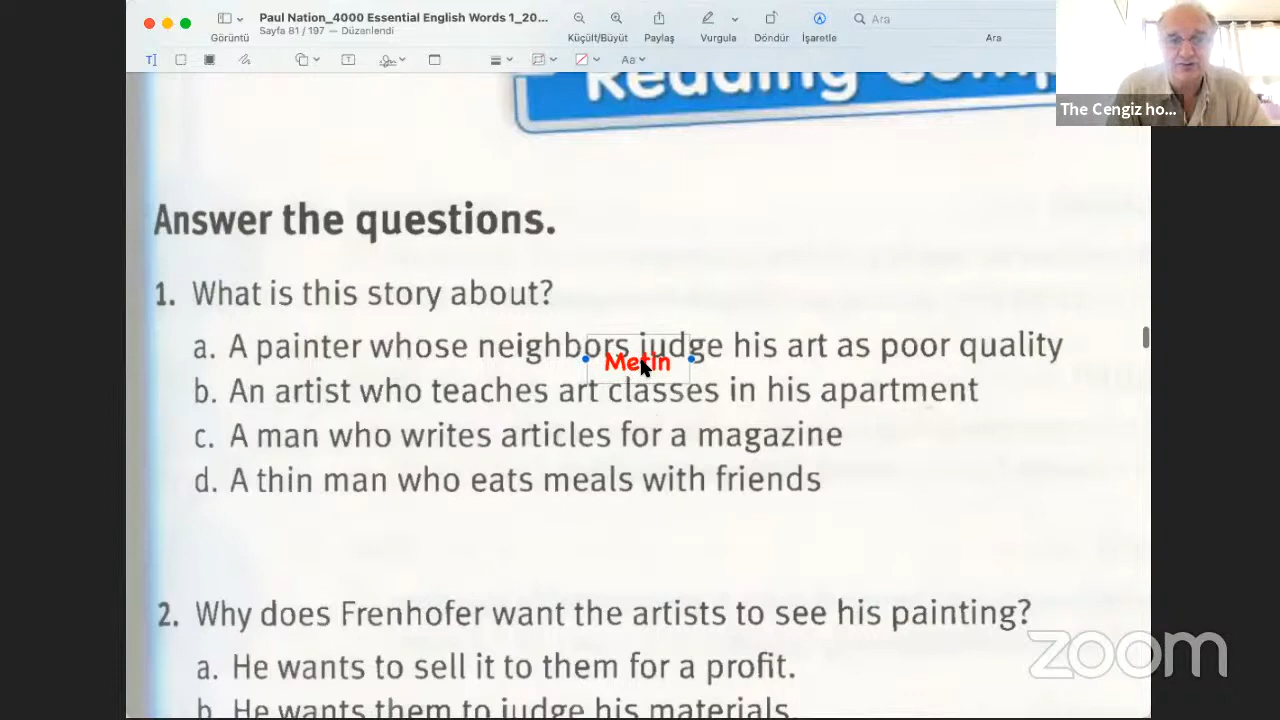 Paul Nation_4000 Essential English Words 1_20...
Sayfa 81 / 197 — Düzenlendi
Görüntü
Küçült/Büyüt
Paylaş
Vurgula
Döndür
İşaretle
Ara
Ara
Aa
The Cengiz ho...
Reading Comp
Answer the questions.
1. What is this story about?
a. A painter whose neighbors judge his art as poor quality
Metin
b. An artist who teaches art classes in his apartment
c. A man who writes articles for a magazine
d. A thin man who eats meals with friends
2. Why does Frenhofer want the artists to see his painting?
a. He wants to sell it to them for a profit.
b. He wants them to judge his materials.
zoom